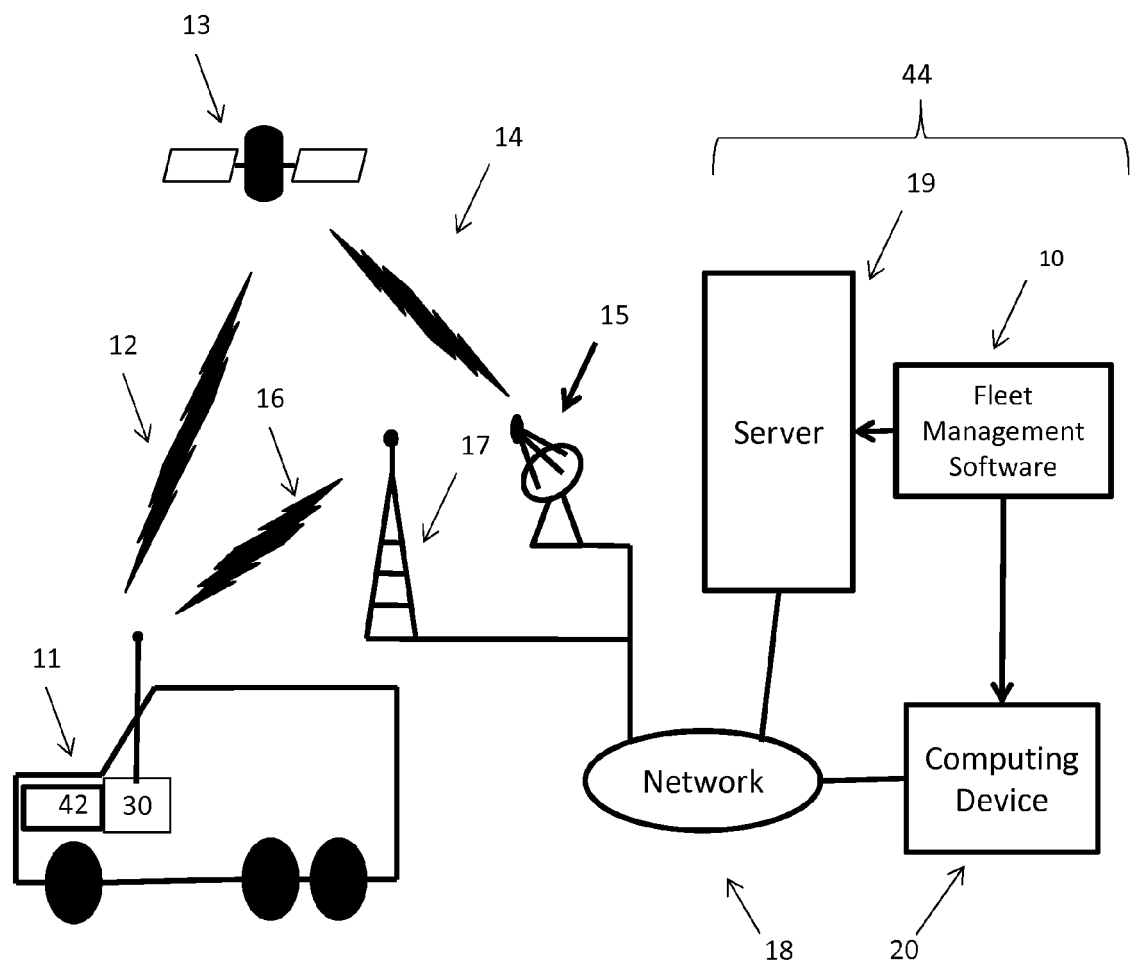 13
44
14
19
10
15
12
16
17
Fleet
Management
Software
Server
11
42
30
Network
Computing
Device
18
20